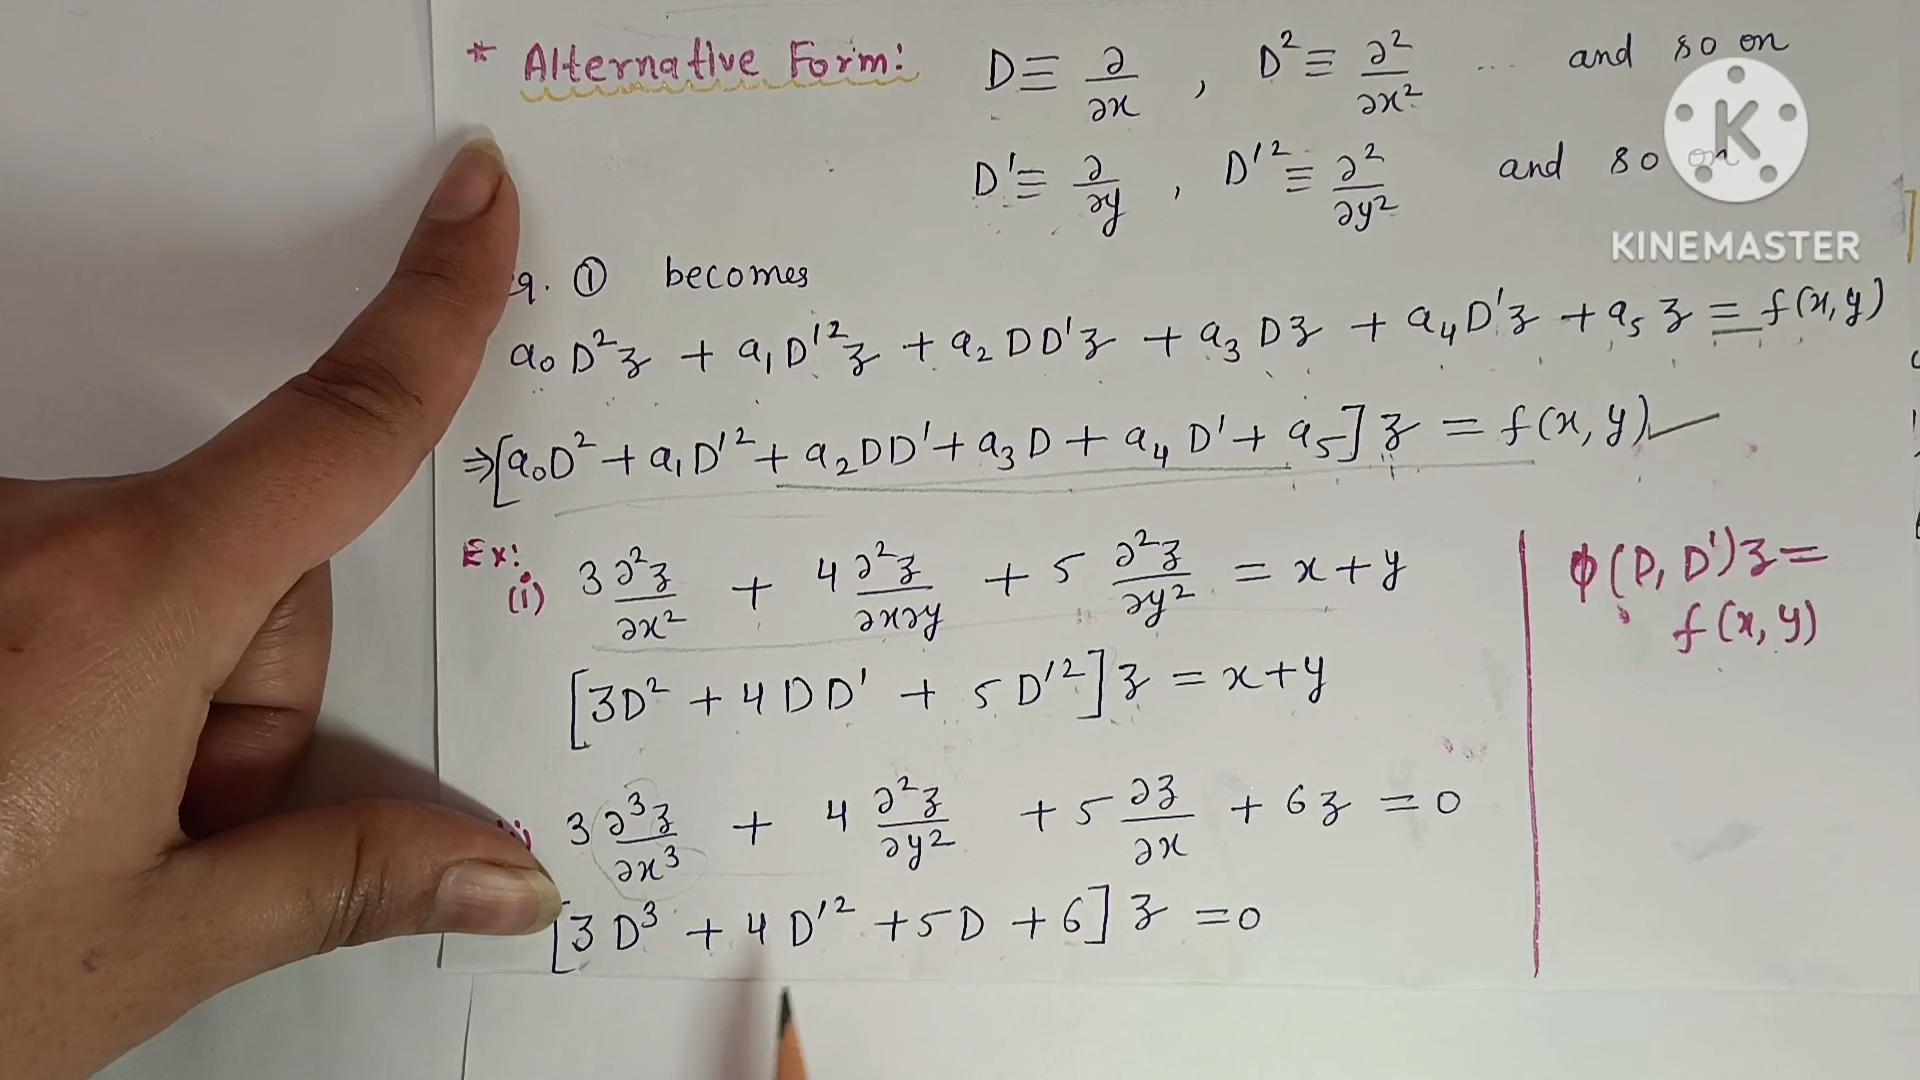 * Alternative Form: D ≡ ∂/∂x , D² ≡ ∂²/∂x² ... and so on
D' ≡ ∂/∂y , D'² ≡ ∂²/∂y² and so on
K
KINEMASTER
q. ① becomes
a₀D²z + a₁D'²z + a₂DD'z + a₃Dz + a₄D'z + a₅z = f(x,y)
⇒[a₀D² + a₁D'² + a₂DD' + a₃D + a₄D' + a₅]z = f(x,y)
Ex:
(i) 3 ∂²z/∂x² + 4 ∂²z/∂x∂y + 5 ∂²z/∂y² = x+y
[3D² + 4DD' + 5D'²]z = x+y
3 ∂³z/∂x³ + 4 ∂²z/∂y² + 5 ∂z/∂x + 6z = 0
[3D³ + 4D'² + 5D + 6]z = 0
ϕ(D, D')z =
f(x,y)